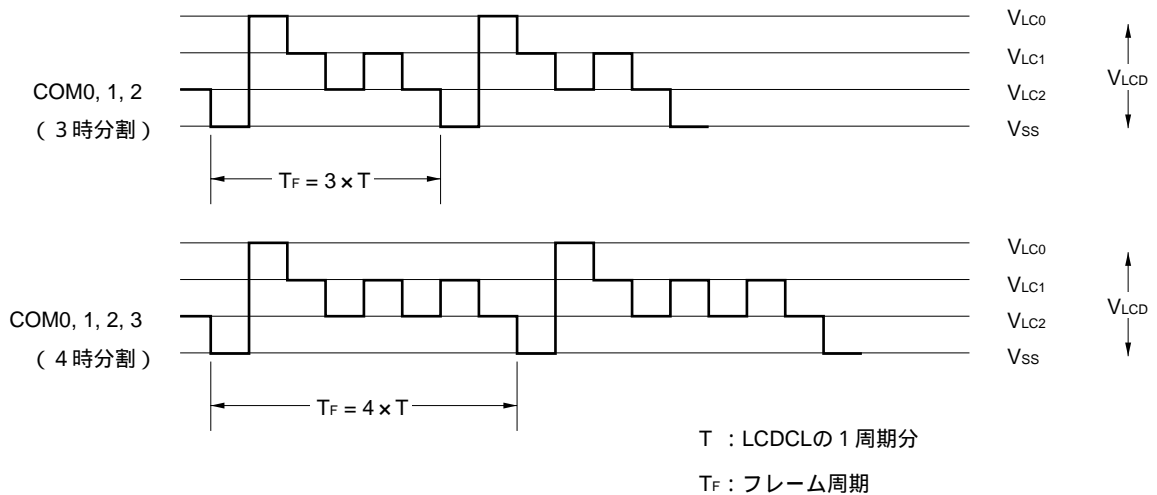 VLC0
VLC1
COM0, 1, 2
VLC2
VLCD
（3時分割）
VSS
TF = 3 × T
VLC0
VLC1
COM0, 1, 2, 3
VLC2
VLCD
（4時分割）
VSS
TF = 4 × T
T ：LCDCLの1周期分
TF：フレーム周期